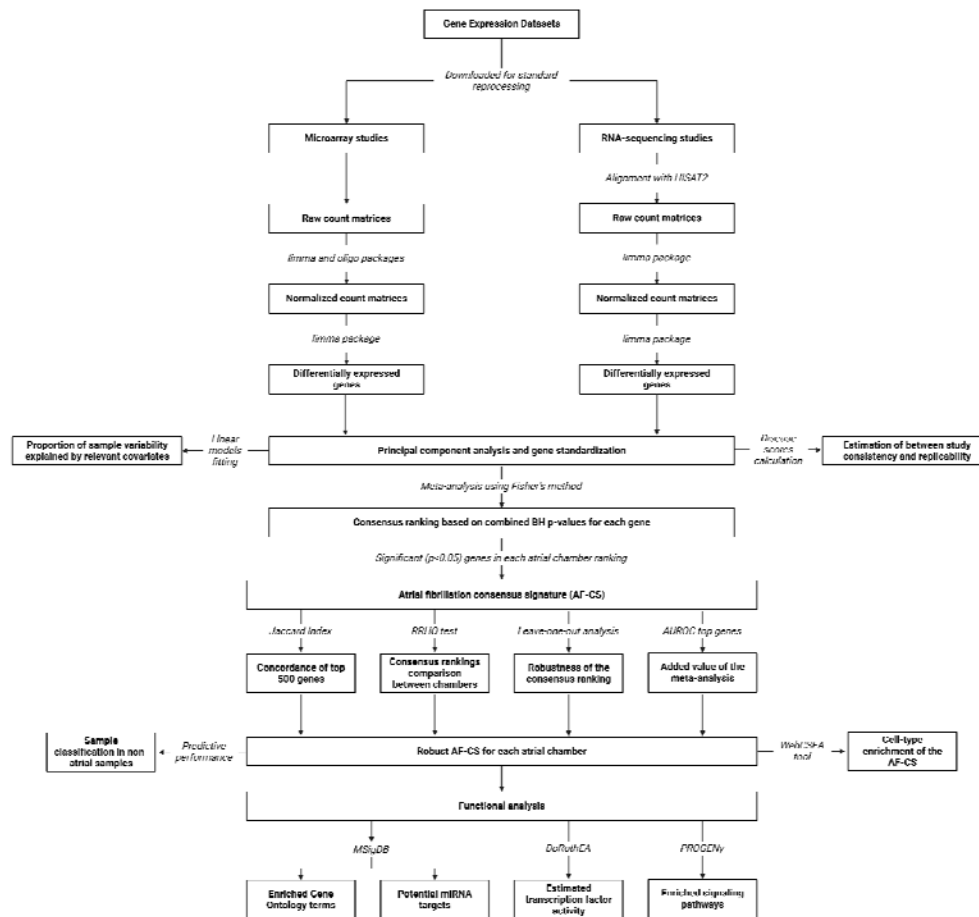 Gene Expression Datasets
Downloaded for standard
reprocessing
Microarray studies
RNA-sequencing studies
Alignment with HISAT2
Raw count matrices
Raw count matrices
limma and oligo packages
limma package
Normalized count matrices
Normalized count matrices
limma package
limma package
Differentially expressed
genes
Differentially expressed
genes
Proportion of sample variability
explained by relevant covariates
Linear
models
fitting
Principal component analysis and gene standardization
Disease
scores
calculation
Estimation of between study
consistency and replicability
Meta-analysis using Fisher's method
Consensus ranking based on combined BH p-values for each gene
Significant (p<0.05) genes in each atrial chamber ranking
Atrial fibrillation consensus signature (AF-CS)
Jaccard Index
RRHO test
Leave-one-out analysis
AUROC top genes
Concordance of top
500 genes
Consensus rankings
comparison
between chambers
Robustness of the
consensus ranking
Added value of the
meta-analysis
Sample
classification in non
atrial samples
Predictive
performance
Robust AF-CS for each atrial chamber
WebCSEA
tool
Cell-type
enrichment of the
AF-CS
Functional analysis
MSigDB
DoRothEA
PROGENy
Enriched Gene
Ontology terms
Potential miRNA
targets
Estimated
transcription factor
activity
Enriched signaling
pathways